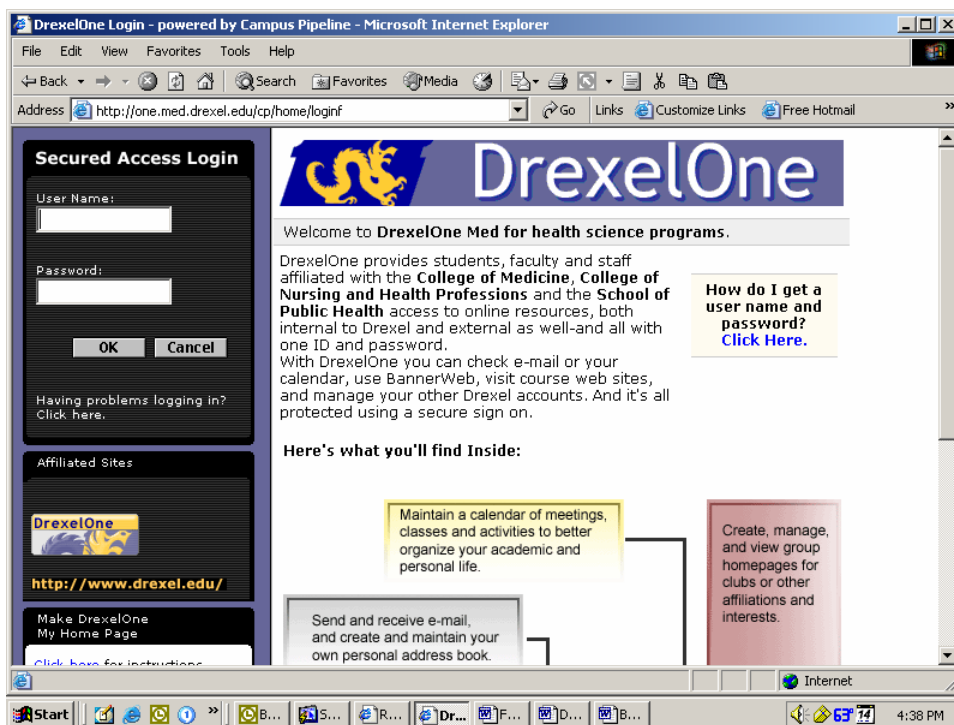 DrexelOne Login - powered by Campus Pipeline - Microsoft Internet Explorer
File Edit View Favorites Tools Help
Back Search Favorites Media
Address http://one.med.drexel.edu/cp/home/loginf Go Links Customize Links Free Hotmail »
Secured Access Login
User Name:
Password:
OK Cancel
Having problems logging in?
Click here.
Affiliated Sites
DrexelOne
http://www.drexel.edu/
Make DrexelOne
My Home Page
Click here for instructions
DrexelOne
Welcome to DrexelOne Med for health science programs.
DrexelOne provides students, faculty and staff
affiliated with the College of Medicine, College of
Nursing and Health Professions and the School of
Public Health access to online resources, both
internal to Drexel and external as well-and all with
one ID and password.
With DrexelOne you can check e-mail or your
calendar, use BannerWeb, visit course web sites,
and manage your other Drexel accounts. And it's all
protected using a secure sign on.
How do I get a
user name and
password?
Click Here.
Here's what you'll find Inside:
Maintain a calendar of meetings,
classes and activities to better
organize your academic and
personal life.
Create, manage,
and view group
homepages for
clubs or other
affiliations and
interests.
Send and receive e-mail,
and create and maintain your
own personal address book.
Internet
Start » B... S... R... Dr... F... D... B... 63° 14 4:38 PM